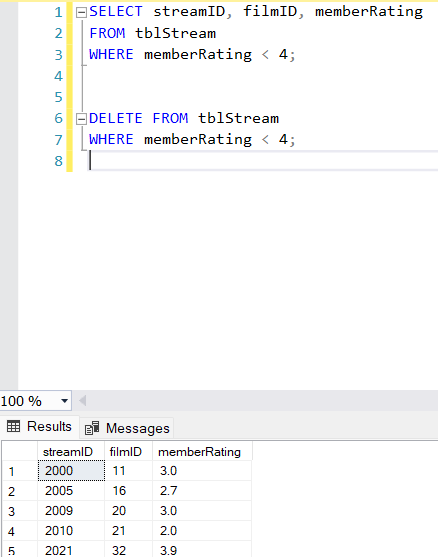 1 SELECT streamID, filmID, memberRating
2 FROM tblStream
3 WHERE memberRating < 4;
4
5
6 DELETE FROM tblStream
7 WHERE memberRating < 4;
8
100 %
Results Messages
streamID filmID memberRating
1 2000 11 3.0
2 2005 16 2.7
3 2009 20 3.0
4 2010 21 2.0
5 2021 32 3.9